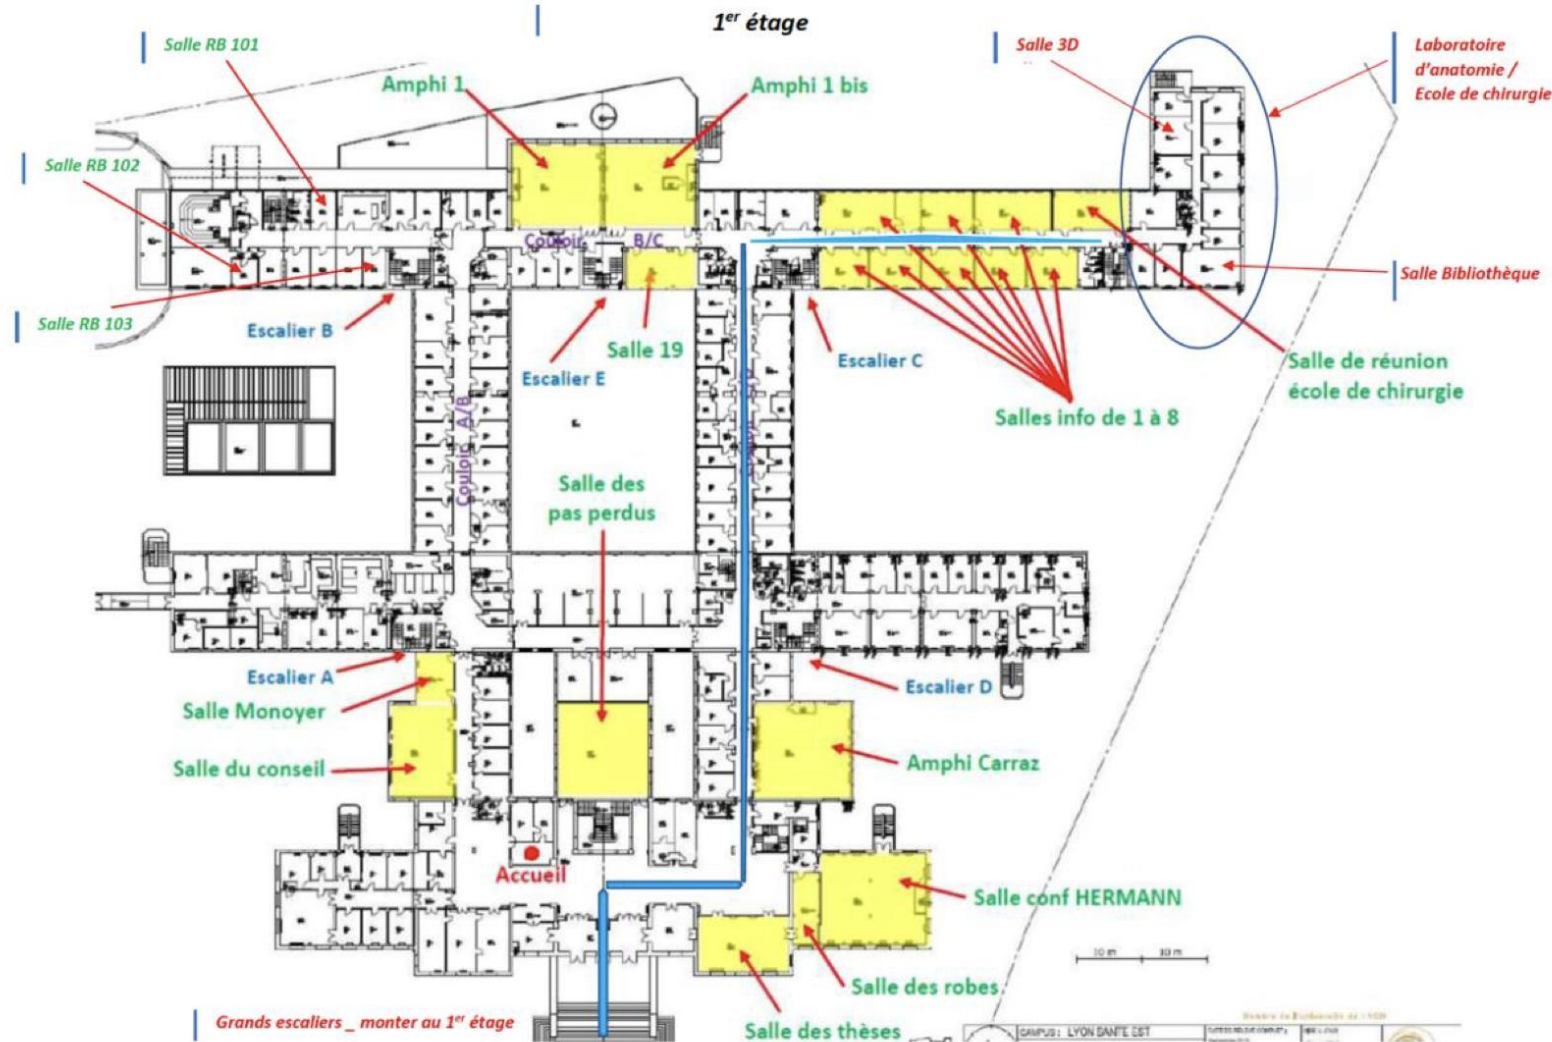 1er étage
Salle RB 101
Salle 3D
Laboratoire
d'anatomie /
Ecole de chirurgie
Amphi 1
Amphi 1 bis
Salle RB 102
Couloir B/C
Salle Bibliothèque
Salle RB 103
Escalier B
Salle 19
Escalier E
Escalier C
Salle de réunion
école de chirurgie
Salles info de 1 à 8
Couloir A/B
Salle des
pas perdus
Escalier A
Escalier D
Salle Monoyer
Salle du conseil
Amphi Carraz
Accueil
Salle conf HERMANN
10 m 10 m
Salle des robes
Grands escaliers _ monter au 1er étage
Salle des thèses
CAMPUS : LYON SANTE EST